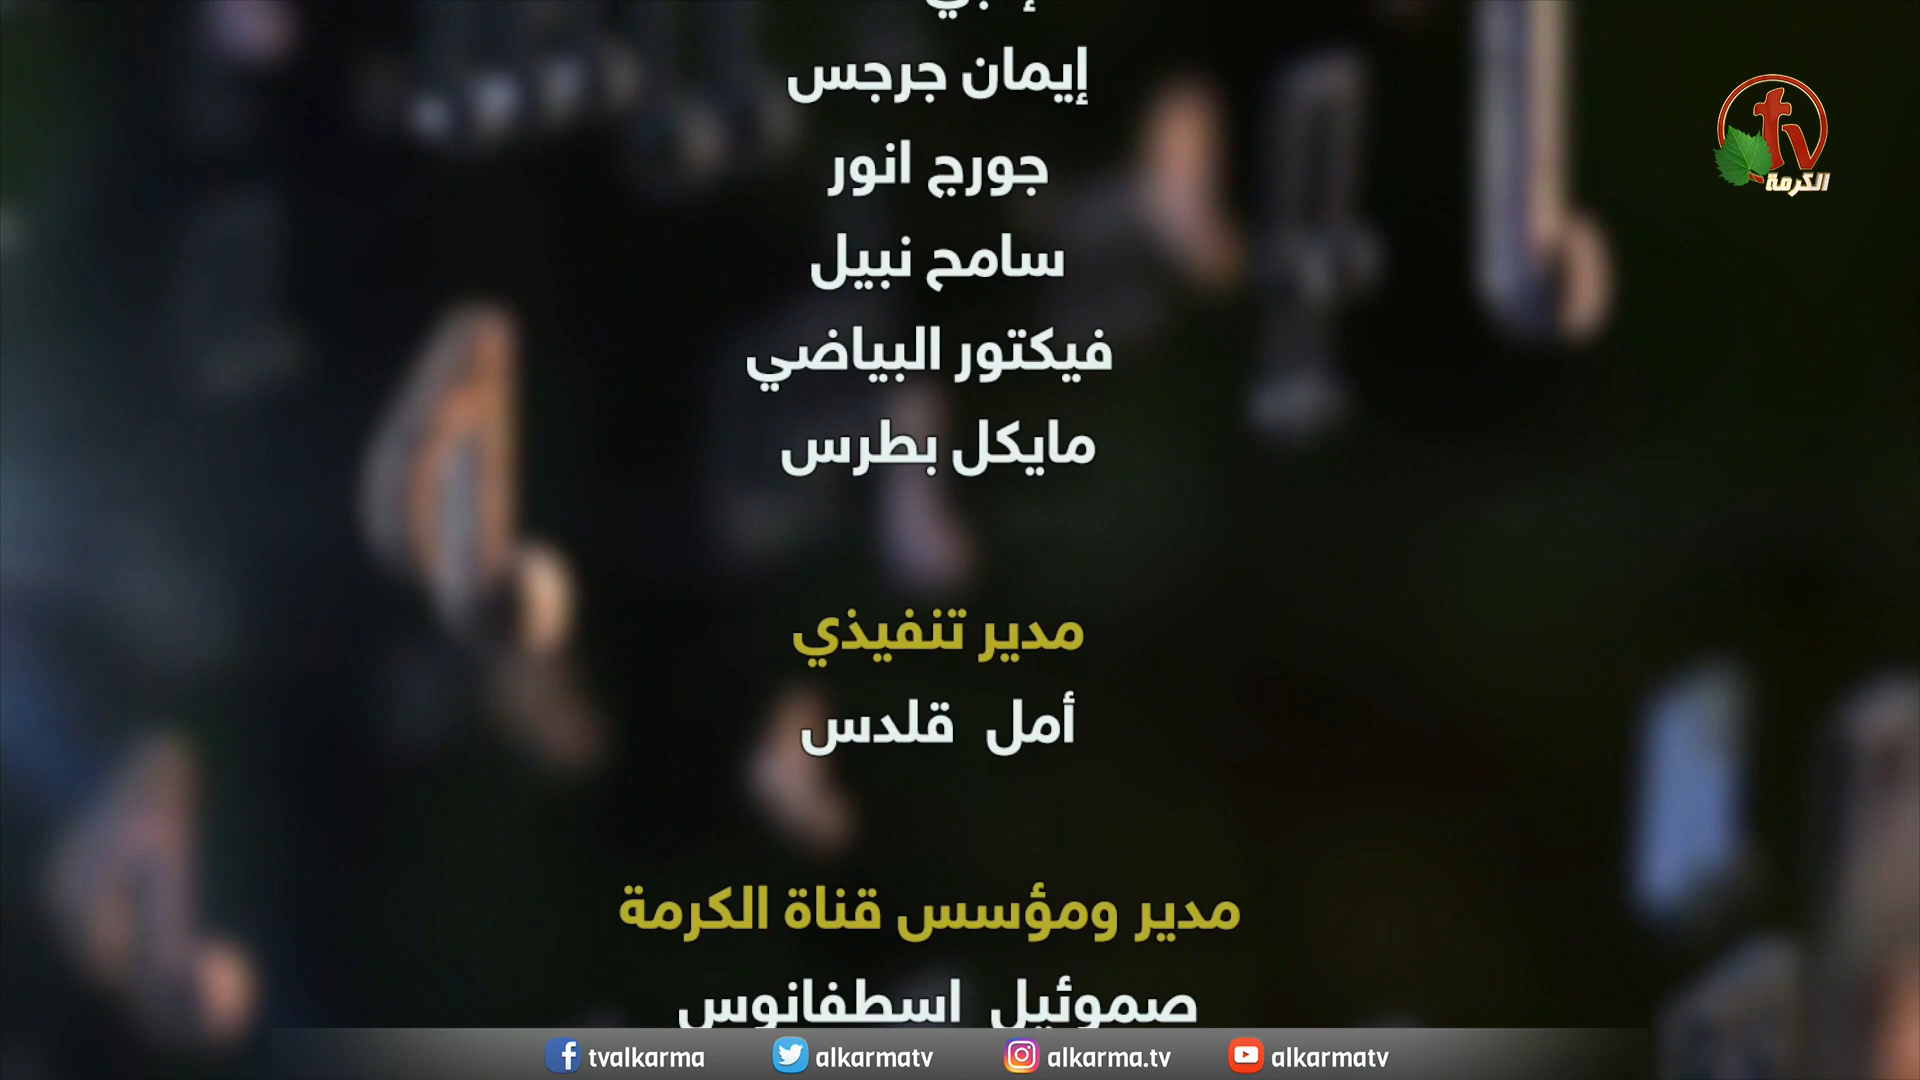 إيمان جرجس
جورج انور
سامح نبيل
فيكتور البياضي
مايكل بطرس
مدير تنفيذي
أمل قلدس
مدير ومؤسس قناة الكرمة
صموئيل اسطفانوس
tv
الكرمة
tvalkarma
alkarmatv
alkarma.tv
alkarmatv